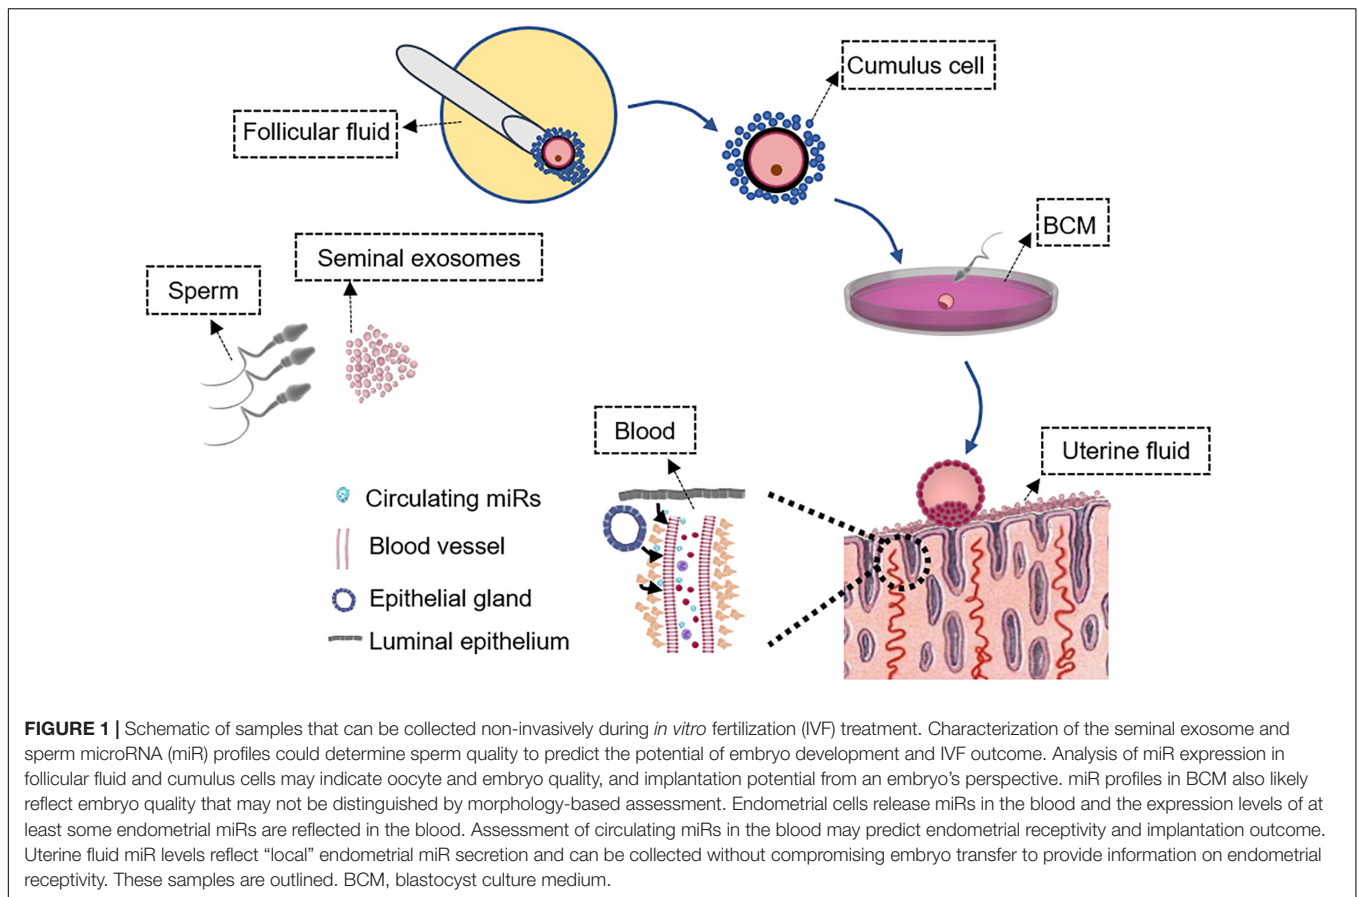 Cumulus cell
Follicular fluid
BCM
Seminal exosomes
Sperm
Blood
Uterine fluid
Circulating miRs
Blood vessel
Epithelial gland
Luminal epithelium
FIGURE 1 | Schematic of samples that can be collected non-invasively during in vitro fertilization (IVF) treatment. Characterization of the seminal exosome and
sperm microRNA (miR) profiles could determine sperm quality to predict the potential of embryo development and IVF outcome. Analysis of miR expression in
follicular fluid and cumulus cells may indicate oocyte and embryo quality, and implantation potential from an embryo’s perspective. miR profiles in BCM also likely
reflect embryo quality that may not be distinguished by morphology-based assessment. Endometrial cells release miRs in the blood and the expression levels of at
least some endometrial miRs are reflected in the blood. Assessment of circulating miRs in the blood may predict endometrial receptivity and implantation outcome.
Uterine fluid miR levels reflect “local” endometrial miR secretion and can be collected without compromising embryo transfer to provide information on endometrial
receptivity. These samples are outlined. BCM, blastocyst culture medium.